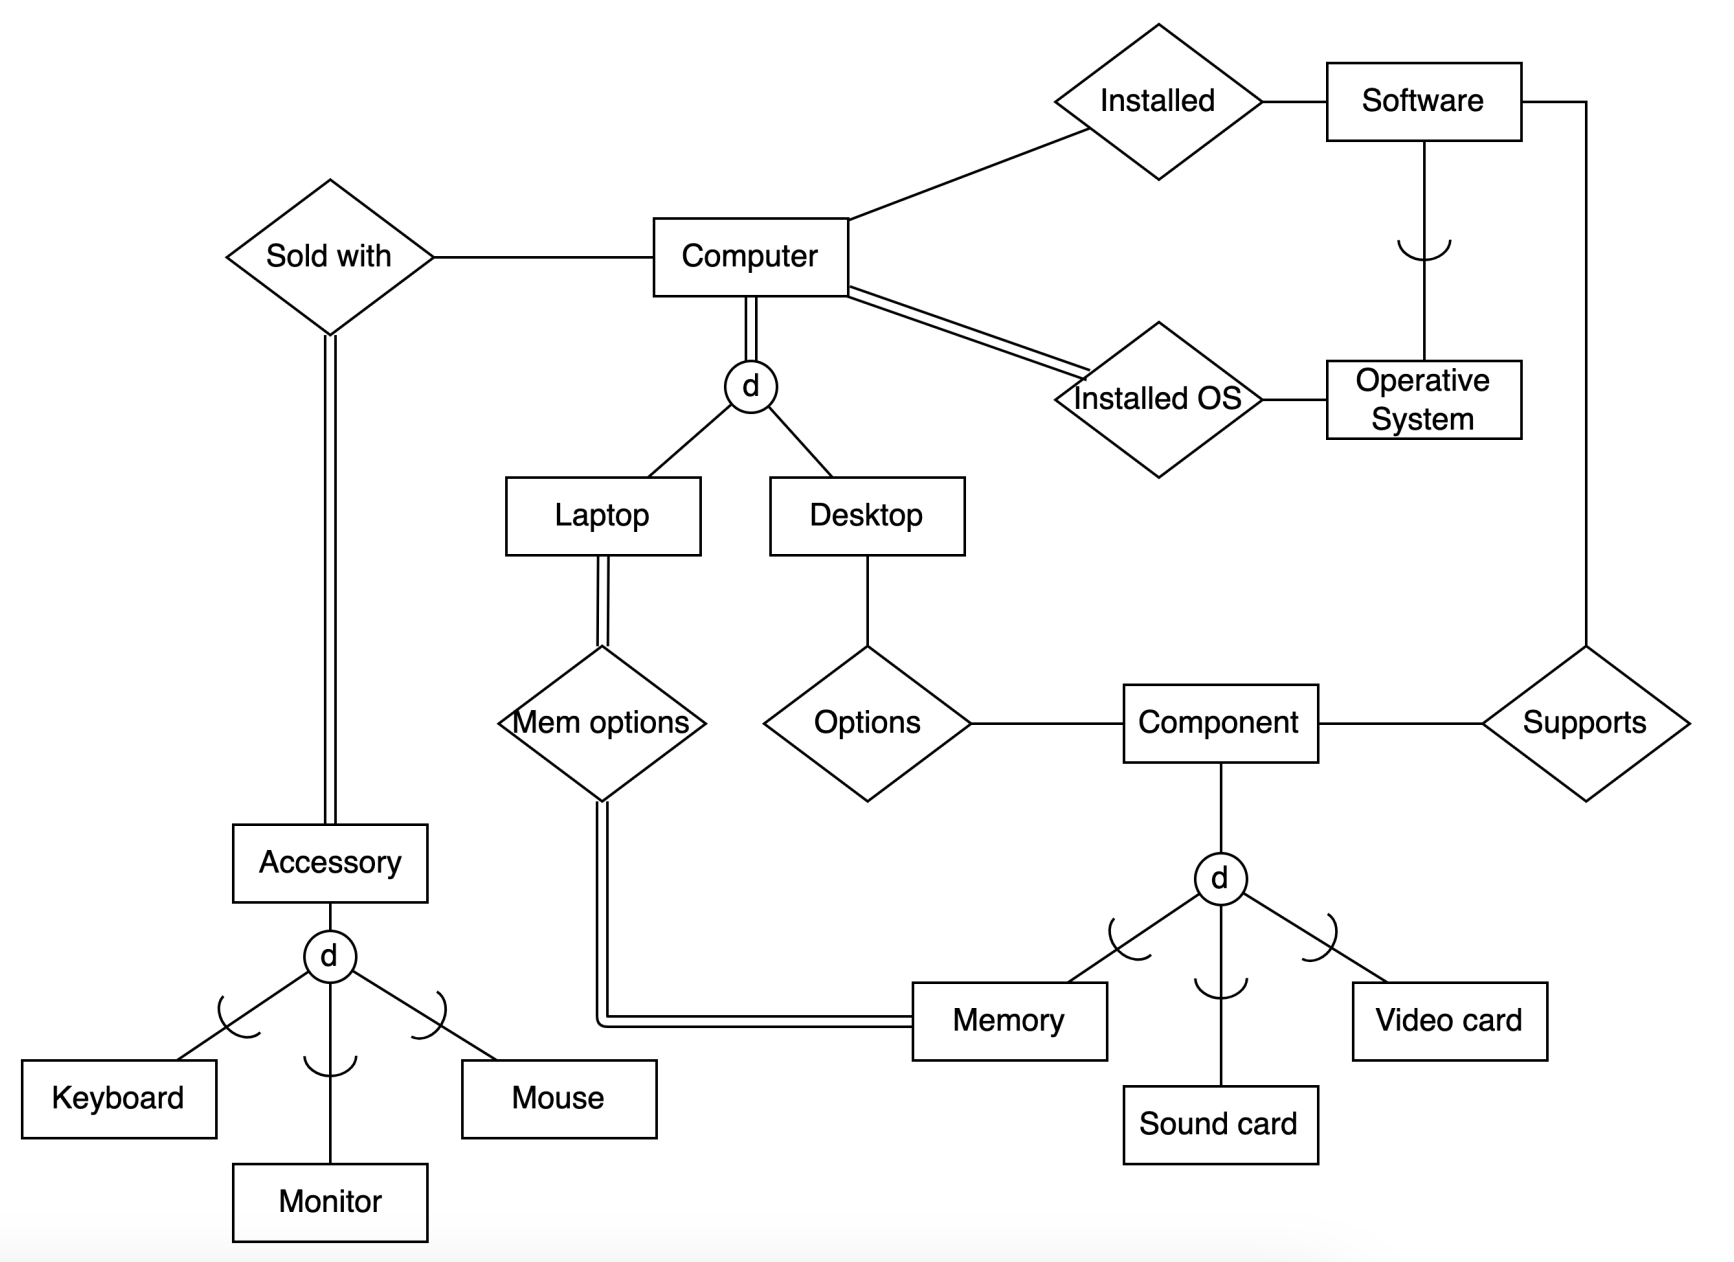 Installed
Software
Sold with
Computer
d
Installed OS
Operative
System
Laptop
Desktop
Mem options
Options
Component
Supports
Accessory
d
d
Memory
Video card
Keyboard
Mouse
Sound card
Monitor